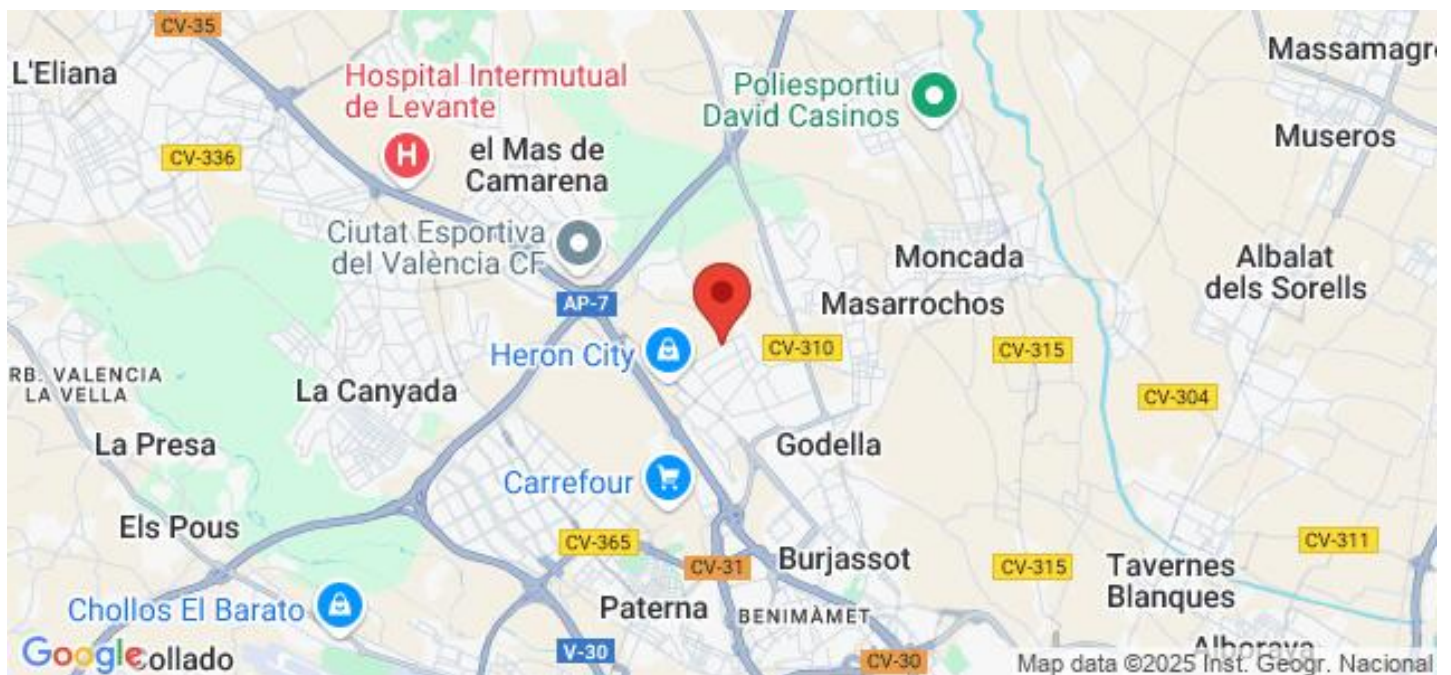 CV-35
Massamagr
L'Eliana
Hospital Intermutual
de Levante
Poliesportiu
David Casinos
Museros
CV-336
H
el Mas de
Camarena
Ciutat Esportiva
del València CF
Moncada
Albalat
dels Sorells
AP-7
Masarrochos
Heron City
CV-310
CV-315
RB. VALENCIA
LA VELLA
La Canyada
CV-304
La Presa
Godella
Carrefour
Els Pous
CV-365
CV-311
Burjassot
CV-31
CV-315
Tavernes
Blanques
Chollos El Barato
Paterna
BENIMÀMET
Alboraya
Google
collado
V-30
CV-30
Map data ©2025 Inst. Geogr. Nacional